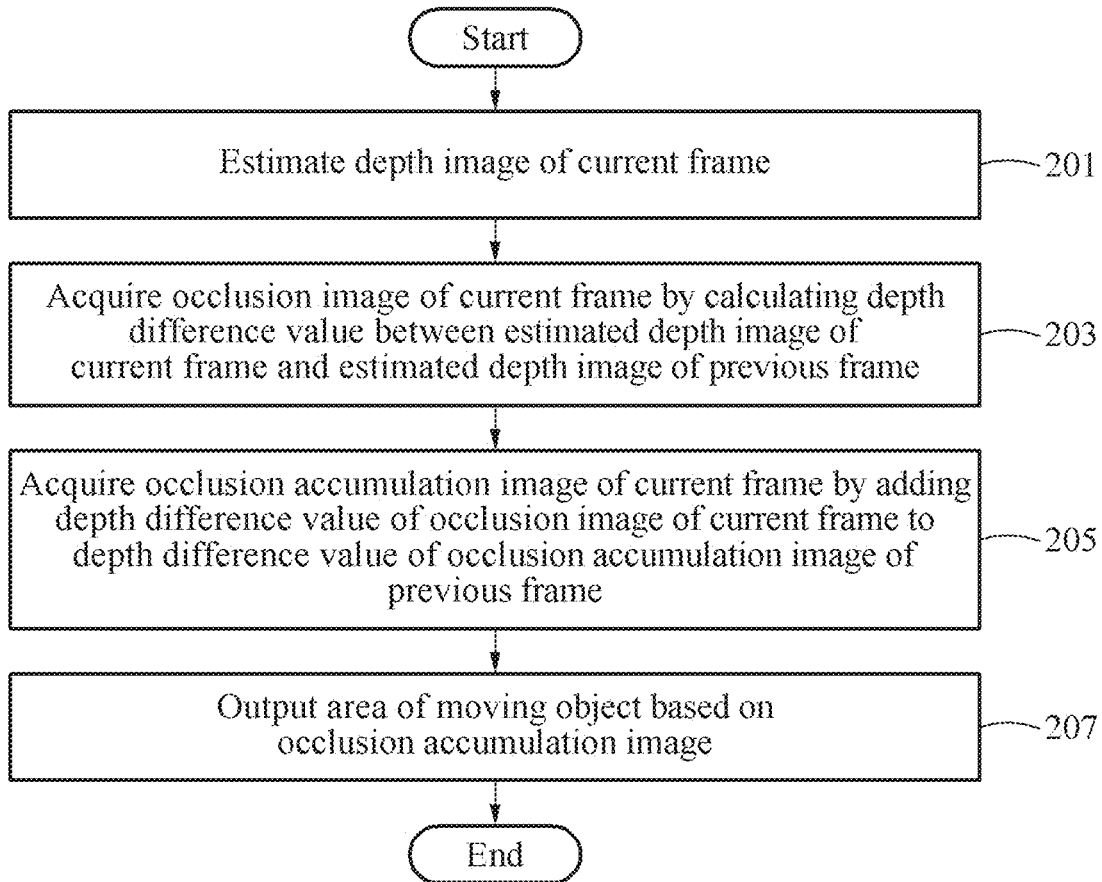 Start
Estimate depth image of current frame
201
Acquire occlusion image of current frame by calculating depth
difference value between estimated depth image of
current frame and estimated depth image of previous frame
203
Acquire occlusion accumulation image of current frame by adding
depth difference value of occlusion image of current frame to
depth difference value of occlusion accumulation image of
previous frame
205
Output area of moving object based on
occlusion accumulation image
207
End